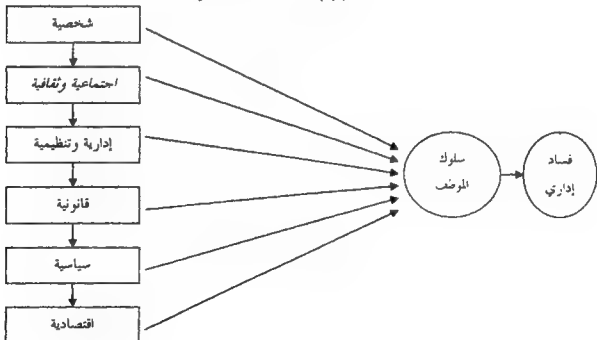 شخصية
اجتماعية وثقافية
إدارية وتنظيمية
قانونية
سياسية
اقتصادية
سلوك
الموظف
فساد
إداري